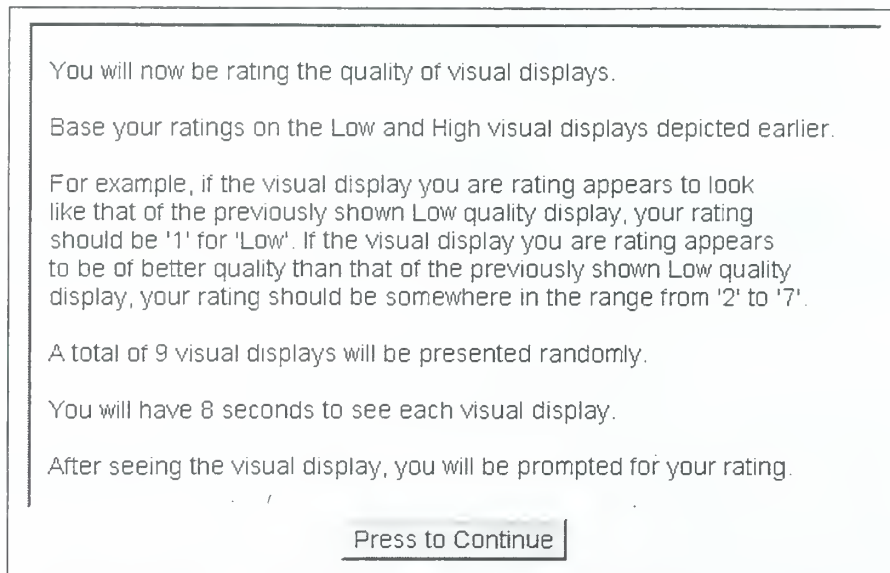 You will now be rating the quality of visual displays.
Base your ratings on the Low and High visual displays depicted earlier.
For example, if the visual display you are rating appears to look
like that of the previously shown Low quality display, your rating
should be '1' for 'Low'. If the visual display you are rating appears
to be of better quality than that of the previously shown Low quality
display, your rating should be somewhere in the range from '2' to '7'.
A total of 9 visual displays will be presented randomly.
You will have 8 seconds to see each visual display.
After seeing the visual display, you will be prompted for your rating.
Press to Continue